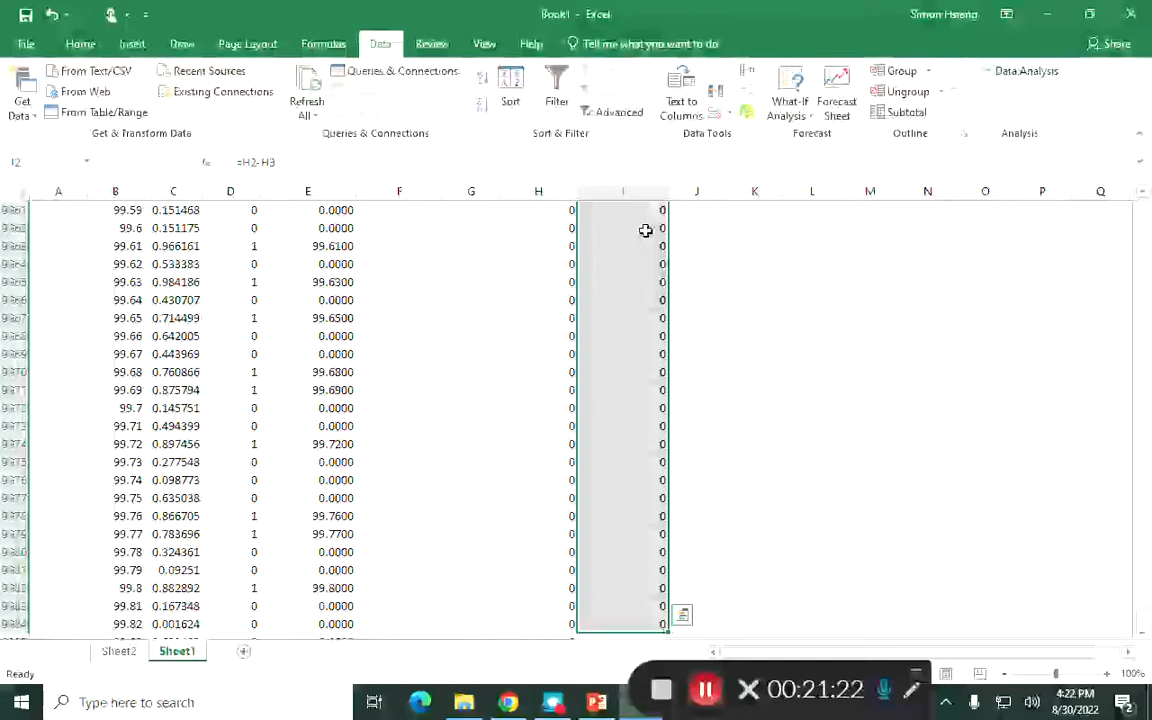 Book1 - Excel
Simon Hsiang
File Home Insert Draw Page Layout Formulas Data Review View Help Tell me what you want to do Share
From Text/CSV Recent Sources Queries & Connections Group Data Analysis
From Web Existing Connections Ungroup
Get Data From Table/Range Refresh All Sort Filter Advanced Text to Columns What-If Analysis Forecast Sheet Subtotal
Get & Transform Data Queries & Connections Sort & Filter Data Tools Forecast Outline Analysis
I2 fx =H2-H3
A B C D E F G H I J K L M N O P Q
99.59 0.151468 0 0.0000 0 0
99.6 0.151175 0 0.0000 0 0
99.61 0.966161 1 99.6100 0 0
99.62 0.533383 0 0.0000 0 0
99.63 0.984186 1 99.6300 0 0
99.64 0.430707 0 0.0000 0 0
99.65 0.714499 1 99.6500 0 0
99.66 0.642005 0 0.0000 0 0
99.67 0.443969 0 0.0000 0 0
99.68 0.760866 1 99.6800 0 0
99.69 0.875794 1 99.6900 0 0
99.7 0.145751 0 0.0000 0 0
99.71 0.494399 0 0.0000 0 0
99.72 0.897456 1 99.7200 0 0
99.73 0.277548 0 0.0000 0 0
99.74 0.098773 0 0.0000 0 0
99.75 0.635038 0 0.0000 0 0
99.76 0.866705 1 99.7600 0 0
99.77 0.783696 1 99.7700 0 0
99.78 0.324361 0 0.0000 0 0
99.79 0.09251 0 0.0000 0 0
99.8 0.882892 1 99.8000 0 0
99.81 0.167348 0 0.0000 0 0
99.82 0.001624 0 0.0000 0 0
Sheet2 Sheet1
Ready
100%
00:21:22
Type here to search
4:22 PM
8/30/2022
2